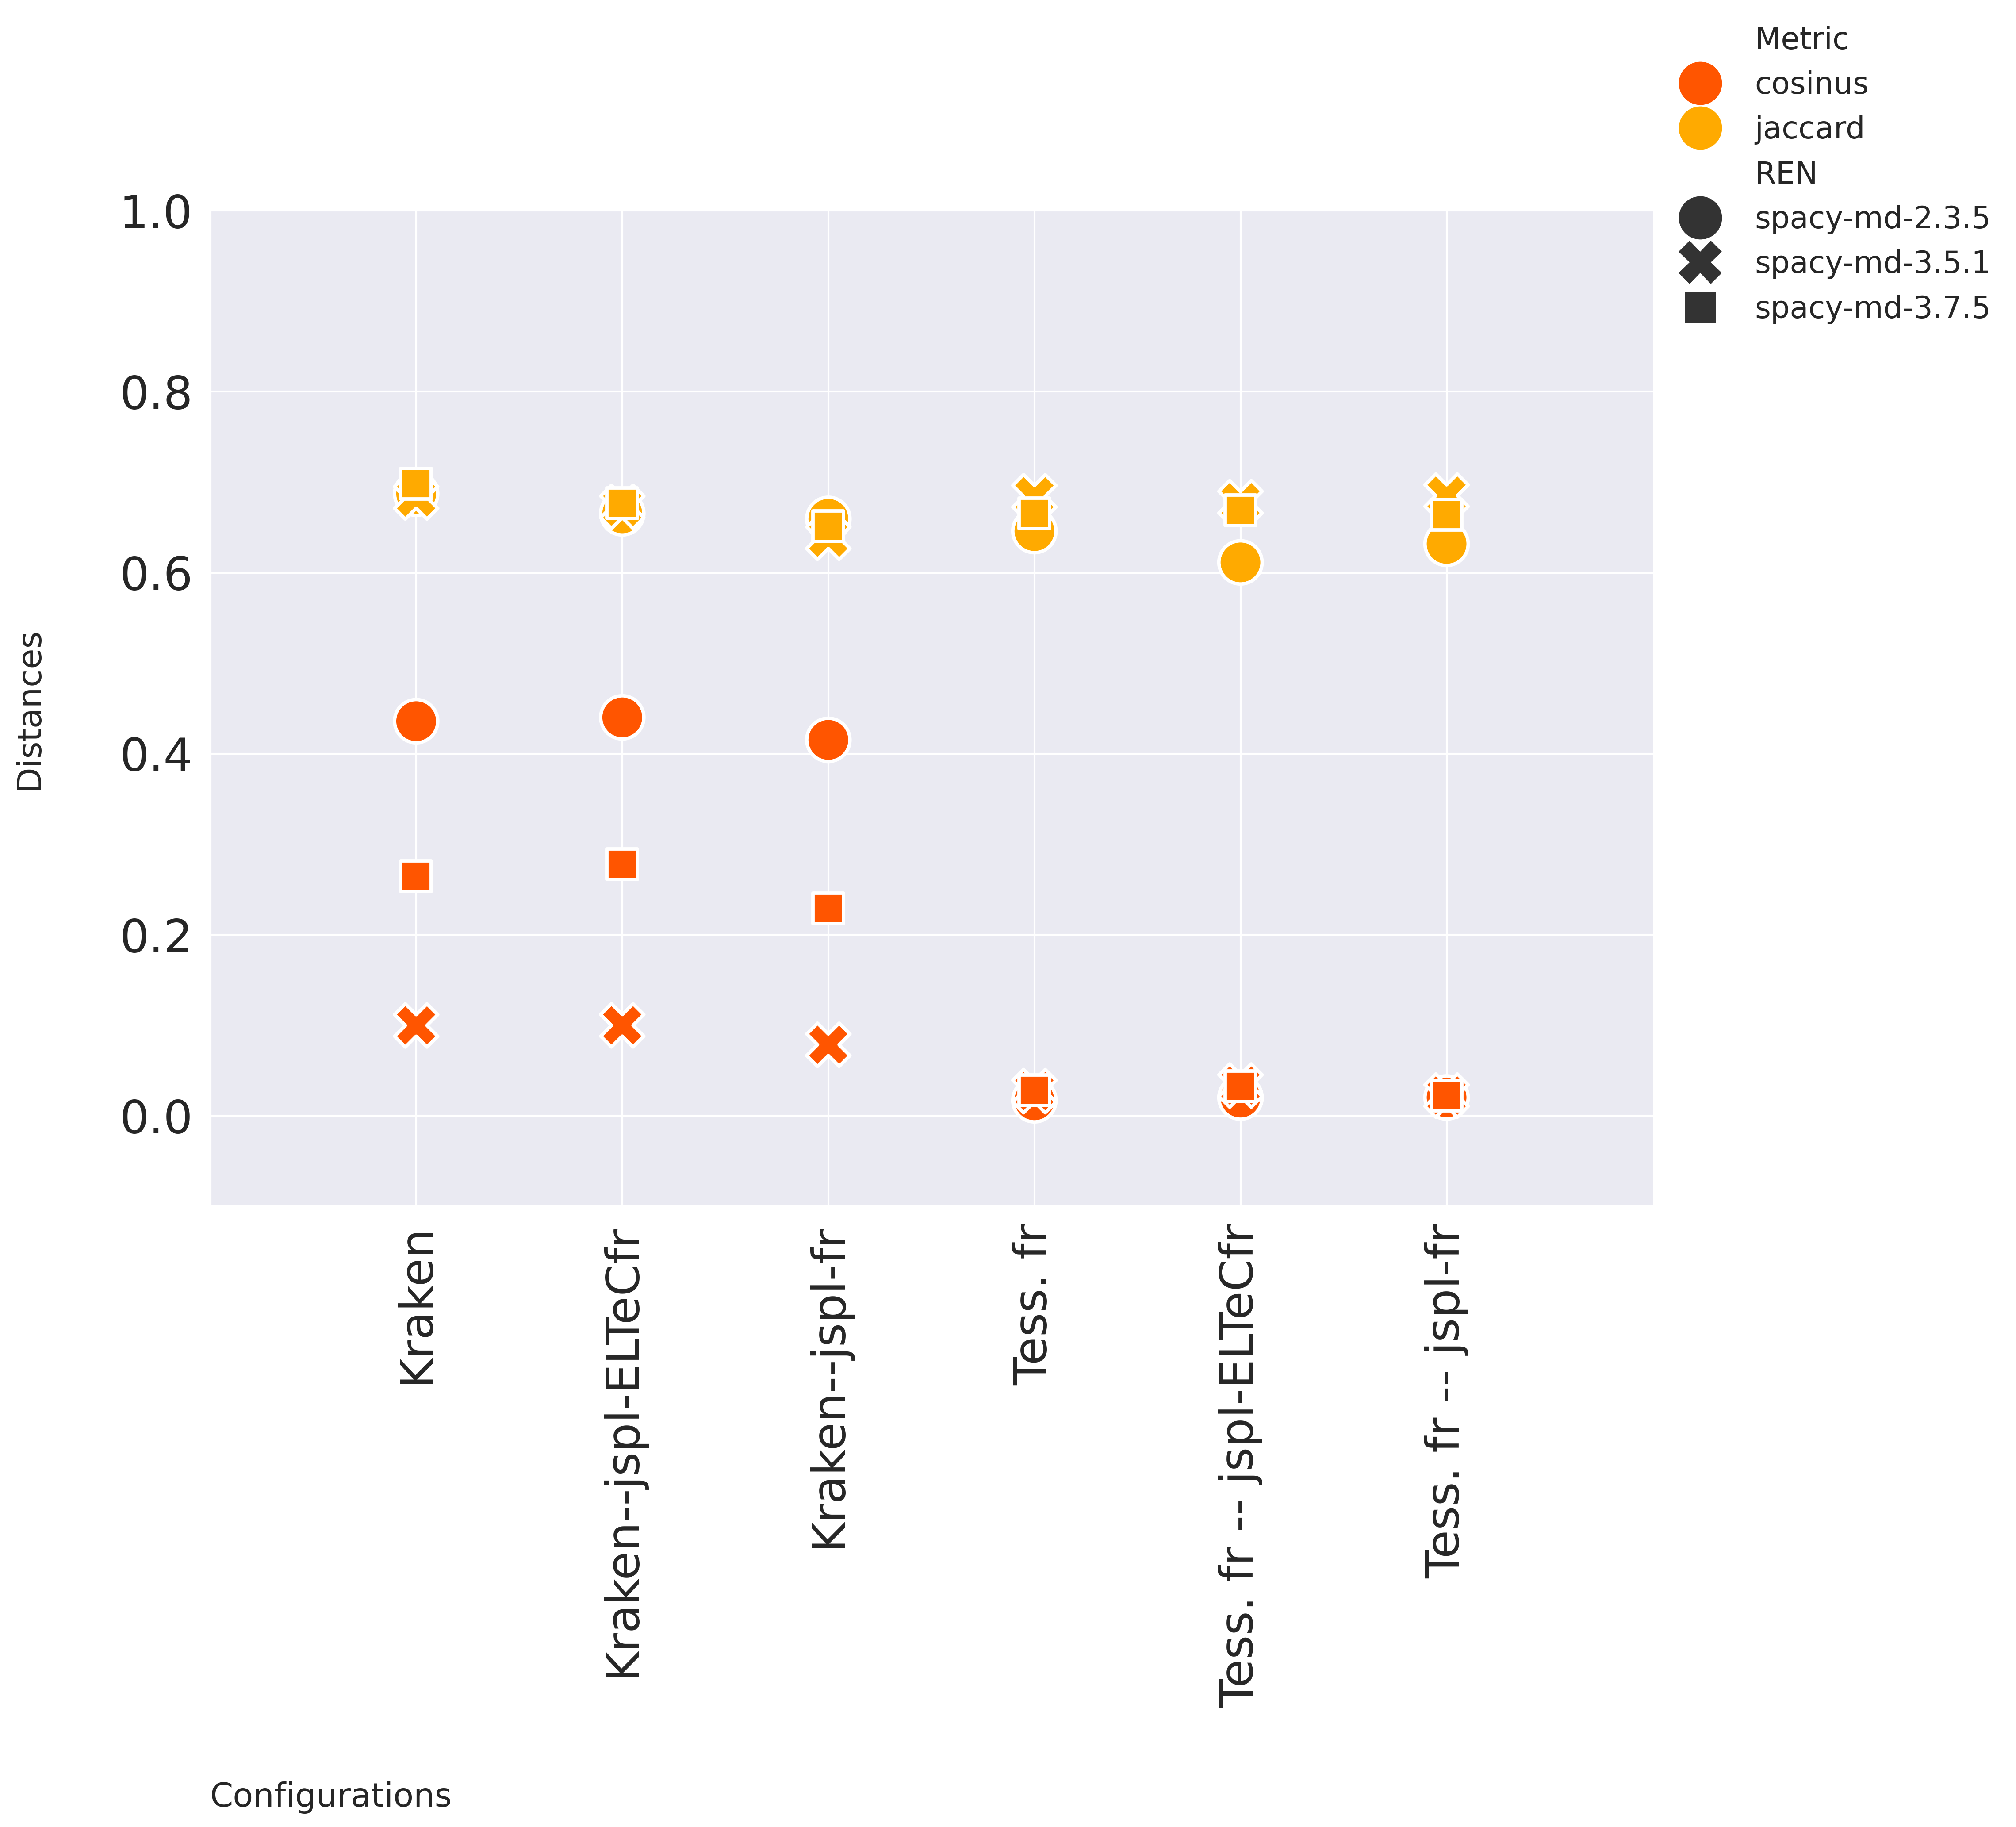 Metric
cosinus
jaccard
REN
spacy-md-2.3.5
spacy-md-3.5.1
spacy-md-3.7.5
1.0
0.8
0.6
0.4
0.2
0.0
Distances
Kraken
Kraken--jspl-ELTeCfr
Kraken--jspl-fr
Tess. fr
Tess. fr -- jspl-ELTeCfr
Tess. fr -- jspl-fr
Configurations